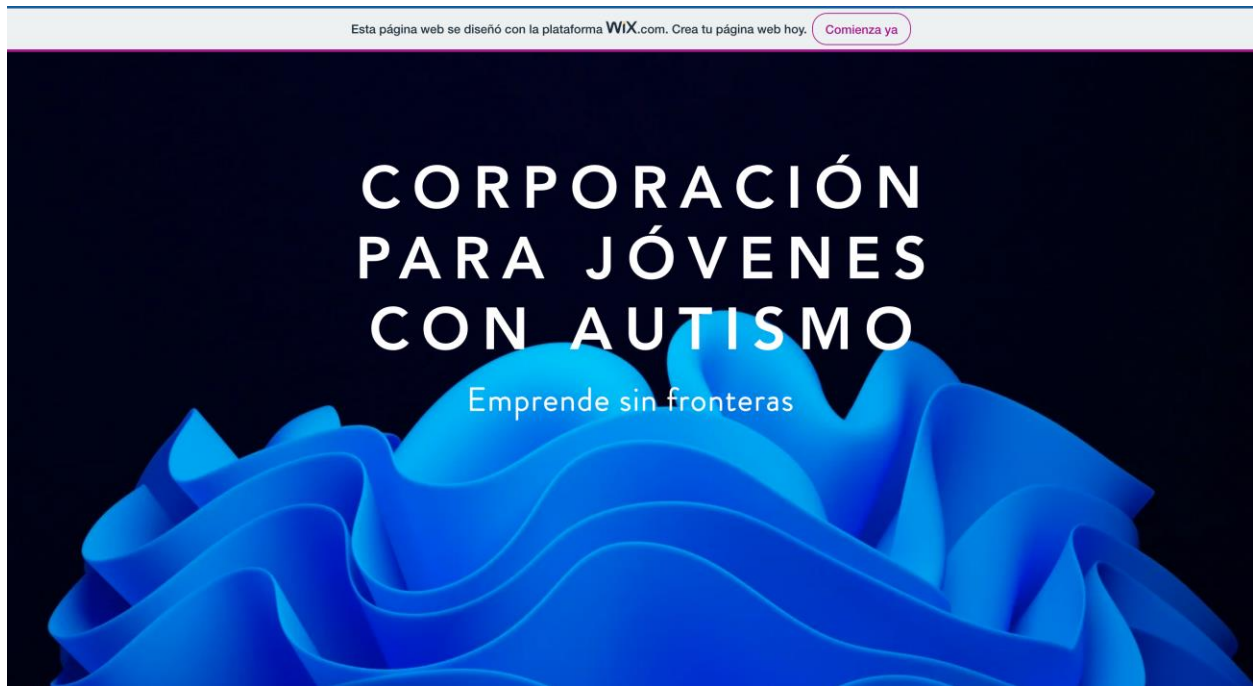 Esta página web se diseñó con la plataforma WiX.com. Crea tu página web hoy. Comienza ya
CORPORACIÓN
PARA JÓVENES
CON AUTISMO
Emprende sin fronteras